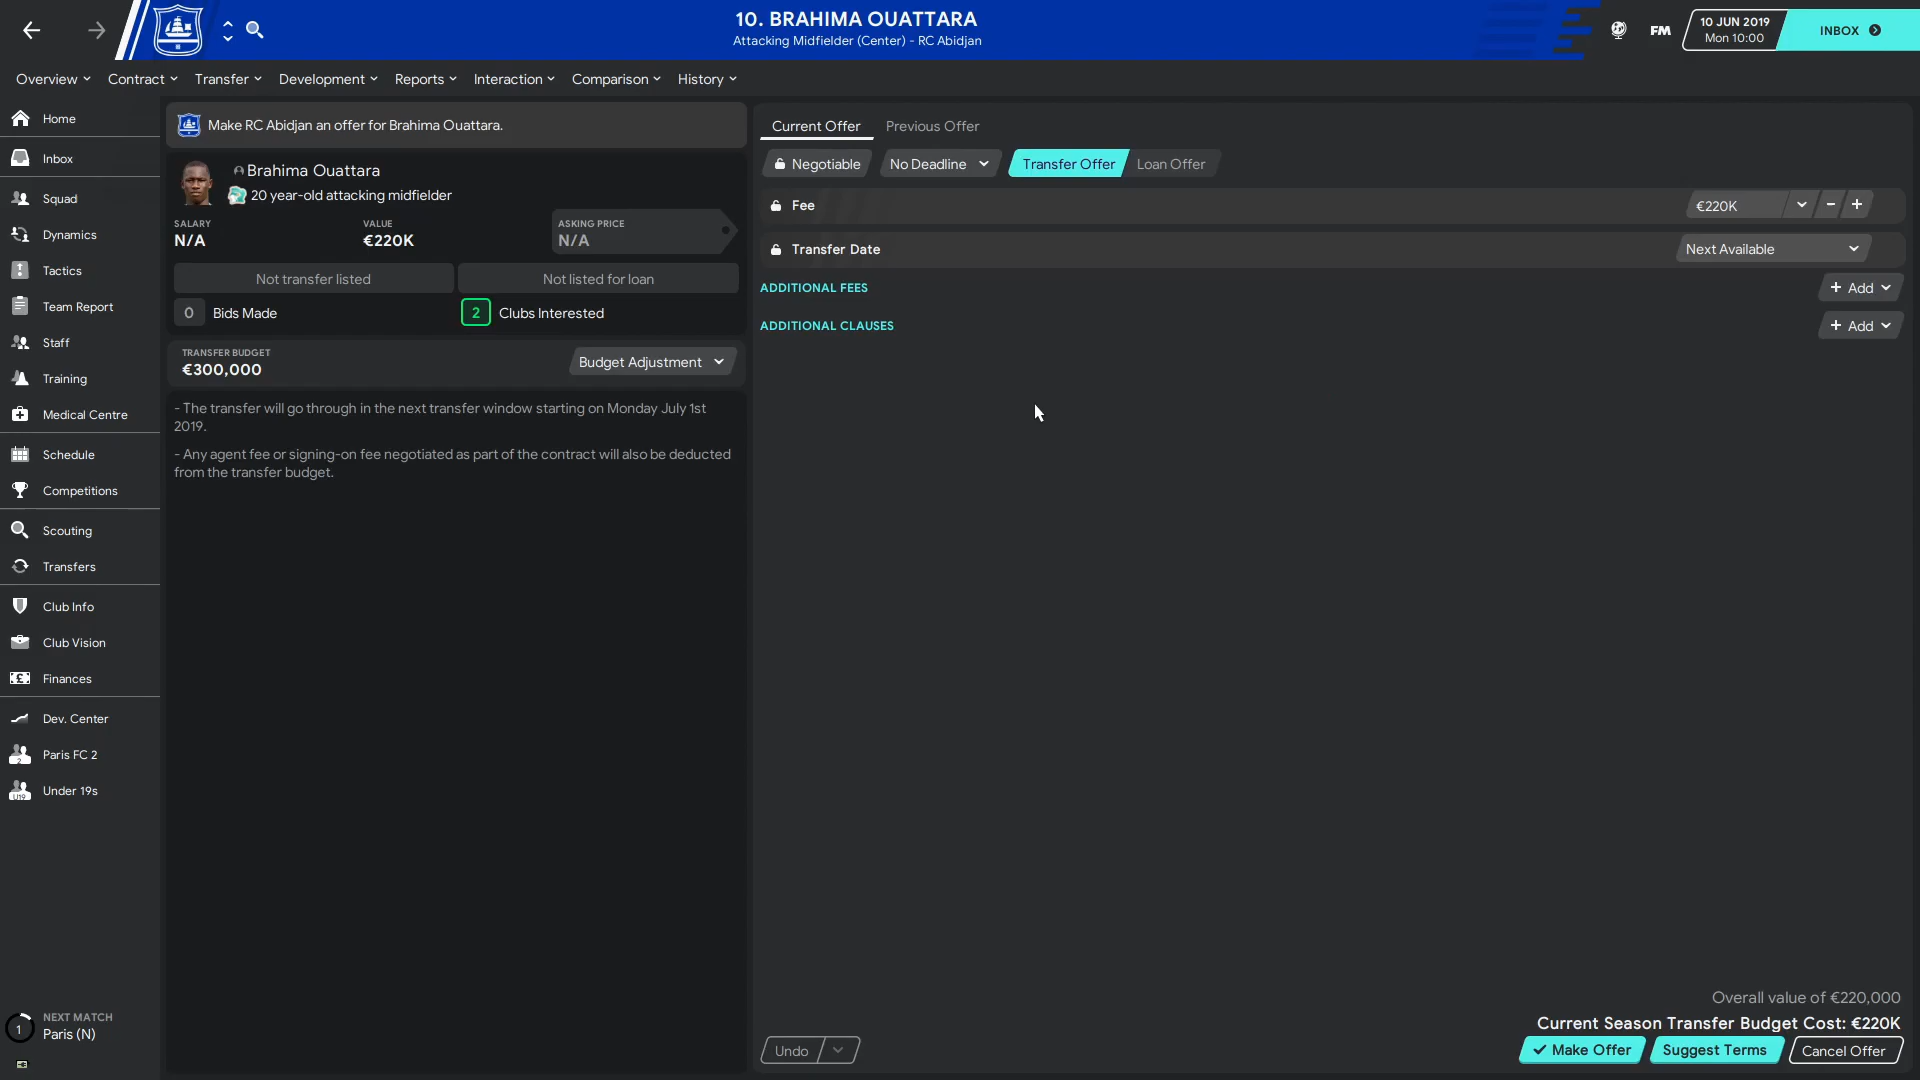 10. BRAHIMA OUATTARA
Attacking Midfielder (Center) - RC Abidjan
FM
10 JUN 2019
Mon 10:00
INBOX
Overview
Contract
Transfer
Development
Reports
Interaction
Comparison
History
Home
Inbox
Squad
Dynamics
Tactics
Team Report
Staff
Training
Medical Centre
Schedule
Competitions
Scouting
Transfers
Club Info
Club Vision
Finances
Dev. Center
2
Paris FC 2
U19
Under 19s
1
NEXT MATCH
Paris (N)
Make RC Abidjan an offer for Brahima Ouattara.
Brahima Ouattara
20 year-old attacking midfielder
SALARY
N/A
VALUE
€220K
ASKING PRICE
N/A
Not transfer listed
Not listed for loan
0 Bids Made
2 Clubs Interested
TRANSFER BUDGET
€300,000
Budget Adjustment
- The transfer will go through in the next transfer window starting on Monday July 1st
2019.
- Any agent fee or signing-on fee negotiated as part of the contract will also be deducted
from the transfer budget.
Current Offer
Previous Offer
Negotiable
No Deadline
Transfer Offer
Loan Offer
Fee
€220K
- +
Transfer Date
Next Available
ADDITIONAL FEES
+ Add
ADDITIONAL CLAUSES
+ Add
Overall value of €220,000
Current Season Transfer Budget Cost: €220K
Undo
Make Offer
Suggest Terms
Cancel Offer